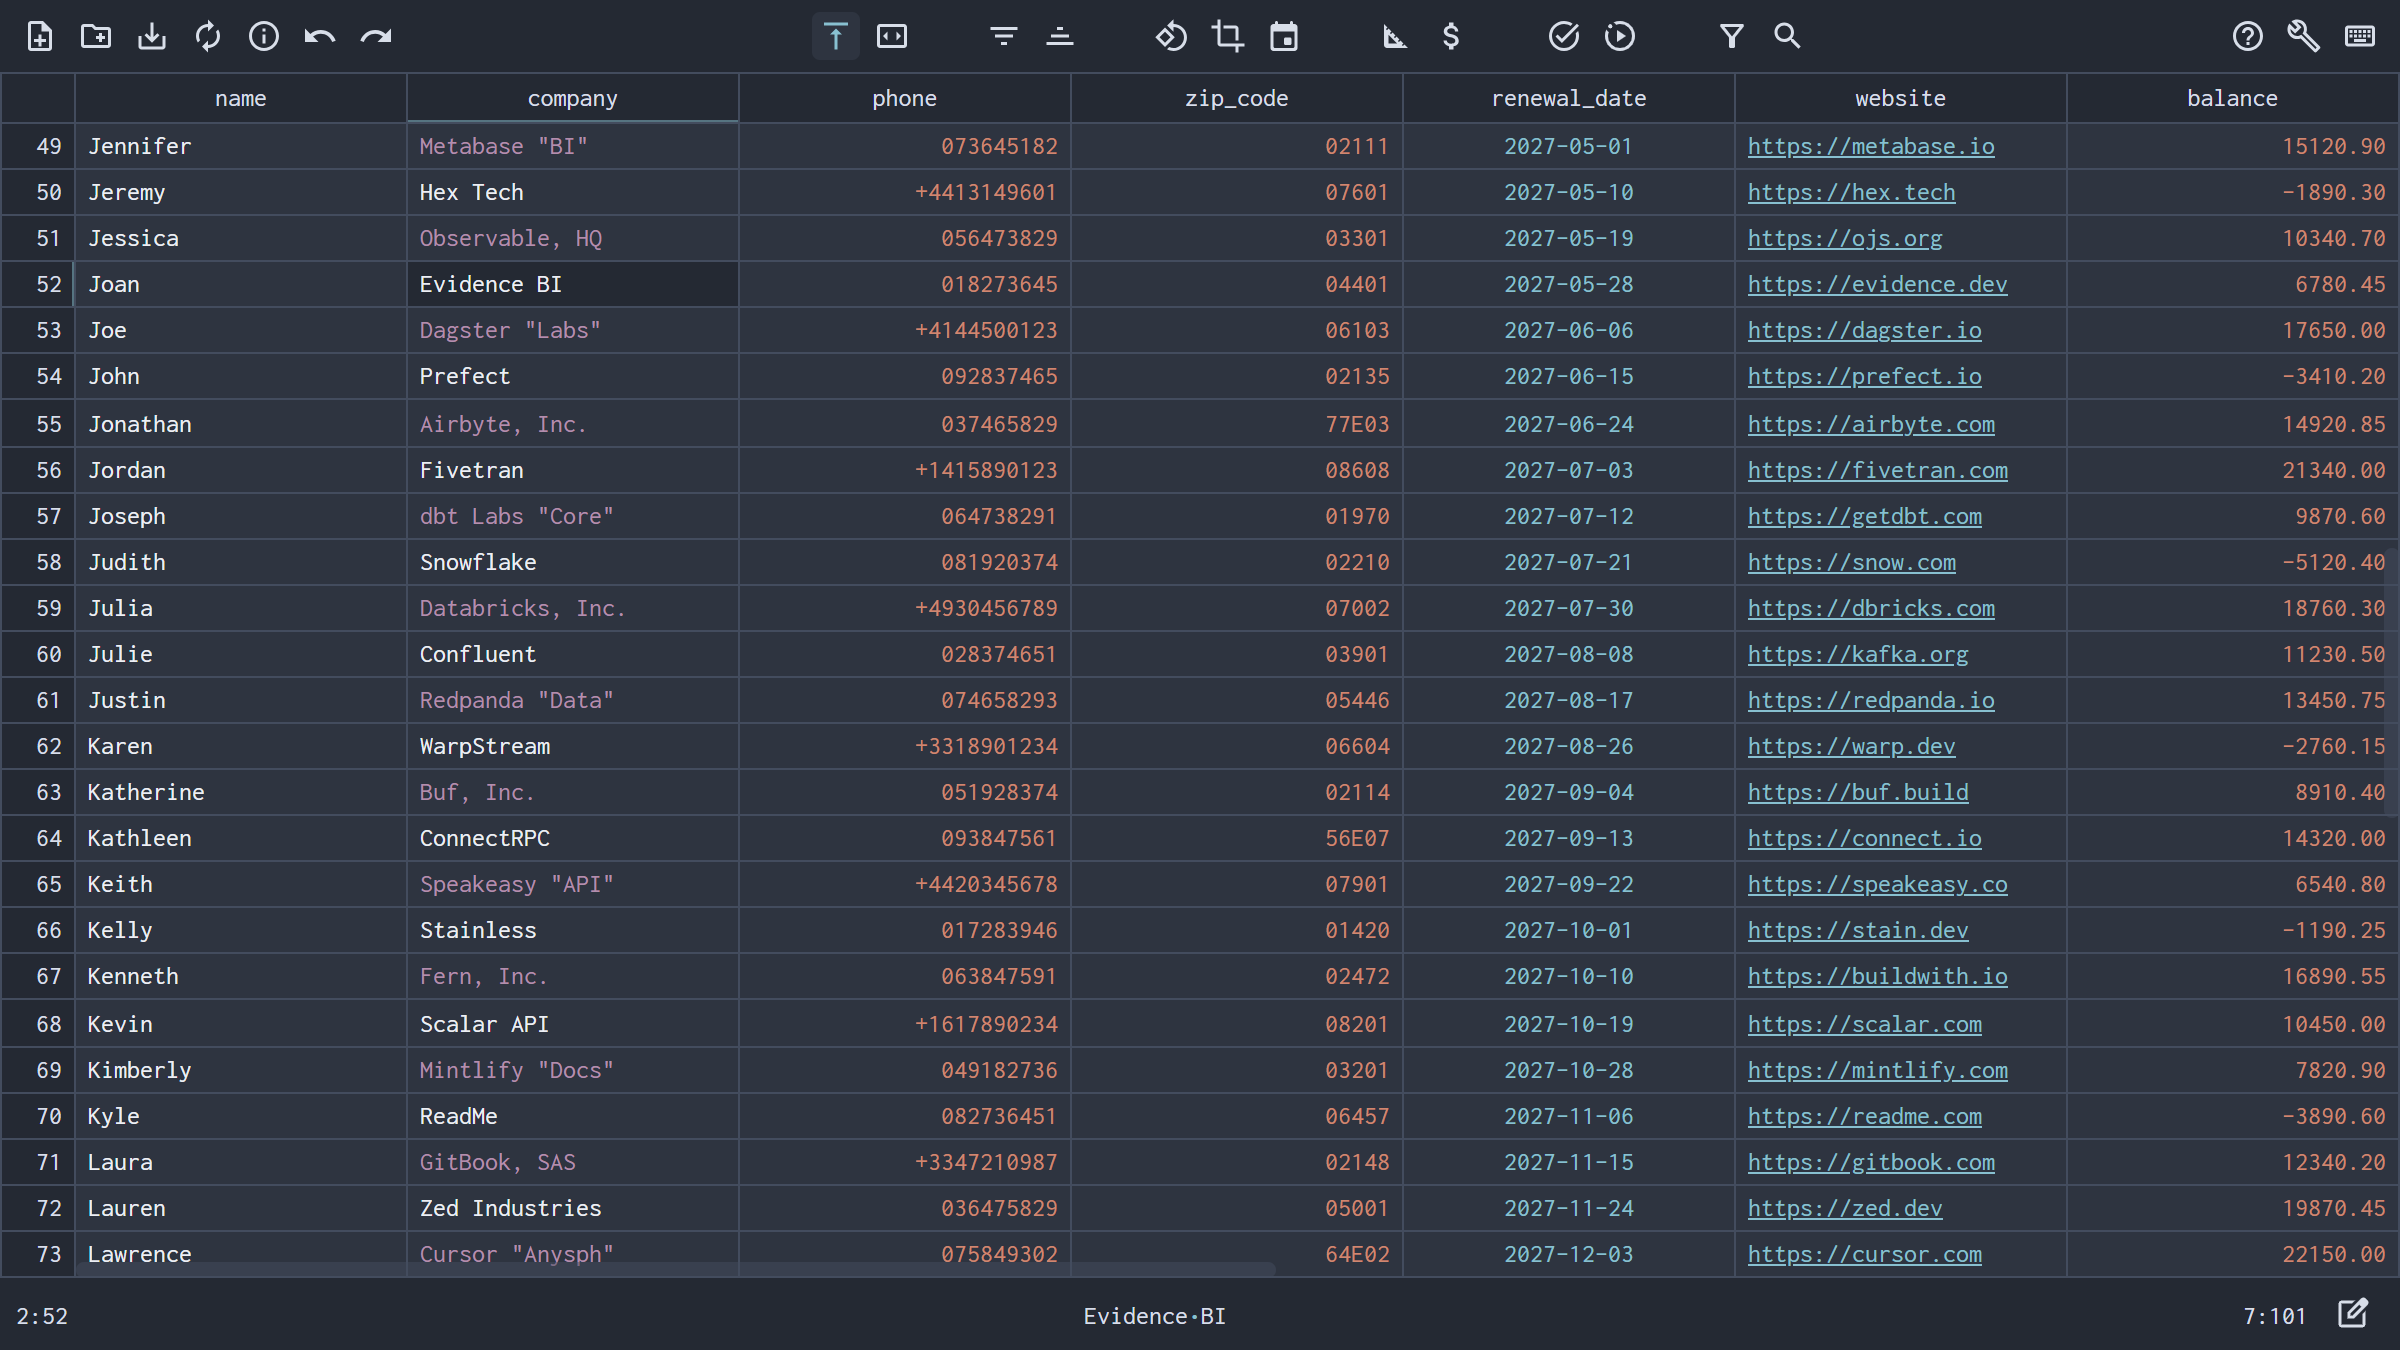 name company phone zip_code renewal_date website balance
49 Jennifer Metabase "BI" 073645182 02111 2027-05-01 https://metabase.io 15120.90
50 Jeremy Hex Tech +4413149601 07601 2027-05-10 https://hex.tech -1890.30
51 Jessica Observable, HQ 056473829 03301 2027-05-19 https://ojs.org 10340.70
52 Joan Evidence BI 018273645 04401 2027-05-28 https://evidence.dev 6780.45
53 Joe Dagster "Labs" +4144500123 06103 2027-06-06 https://dagster.io 17650.00
54 John Prefect 092837465 02135 2027-06-15 https://prefect.io -3410.20
55 Jonathan Airbyte, Inc. 037465829 77E03 2027-06-24 https://airbyte.com 14920.85
56 Jordan Fivetran +1415890123 08608 2027-07-03 https://fivetran.com 21340.00
57 Joseph dbt Labs "Core" 064738291 01970 2027-07-12 https://getdbt.com 9870.60
58 Judith Snowflake 081920374 02210 2027-07-21 https://snow.com -5120.40
59 Julia Databricks, Inc. +4930456789 07002 2027-07-30 https://dbricks.com 18760.30
60 Julie Confluent 028374651 03901 2027-08-08 https://kafka.org 11230.50
61 Justin Redpanda "Data" 074658293 05446 2027-08-17 https://redpanda.io 13450.75
62 Karen WarpStream +3318901234 06604 2027-08-26 https://warp.dev -2760.15
63 Katherine Buf, Inc. 051928374 02114 2027-09-04 https://buf.build 8910.40
64 Kathleen ConnectRPC 093847561 56E07 2027-09-13 https://connect.io 14320.00
65 Keith Speakeasy "API" +4420345678 07901 2027-09-22 https://speakeasy.co 6540.80
66 Kelly Stainless 017283946 01420 2027-10-01 https://stain.dev -1190.25
67 Kenneth Fern, Inc. 063847591 02472 2027-10-10 https://buildwith.io 16890.55
68 Kevin Scalar API +1617890234 08201 2027-10-19 https://scalar.com 10450.00
69 Kimberly Mintlify "Docs" 049182736 03201 2027-10-28 https://mintlify.com 7820.90
70 Kyle ReadMe 082736451 06457 2027-11-06 https://readme.com -3890.60
71 Laura GitBook, SAS +3347210987 02148 2027-11-15 https://gitbook.com 12340.20
72 Lauren Zed Industries 036475829 05001 2027-11-24 https://zed.dev 19870.45
73 Lawrence Cursor "Anysph" 075849302 64E02 2027-12-03 https://cursor.com 22150.00
2:52 Evidence·BI 7:101